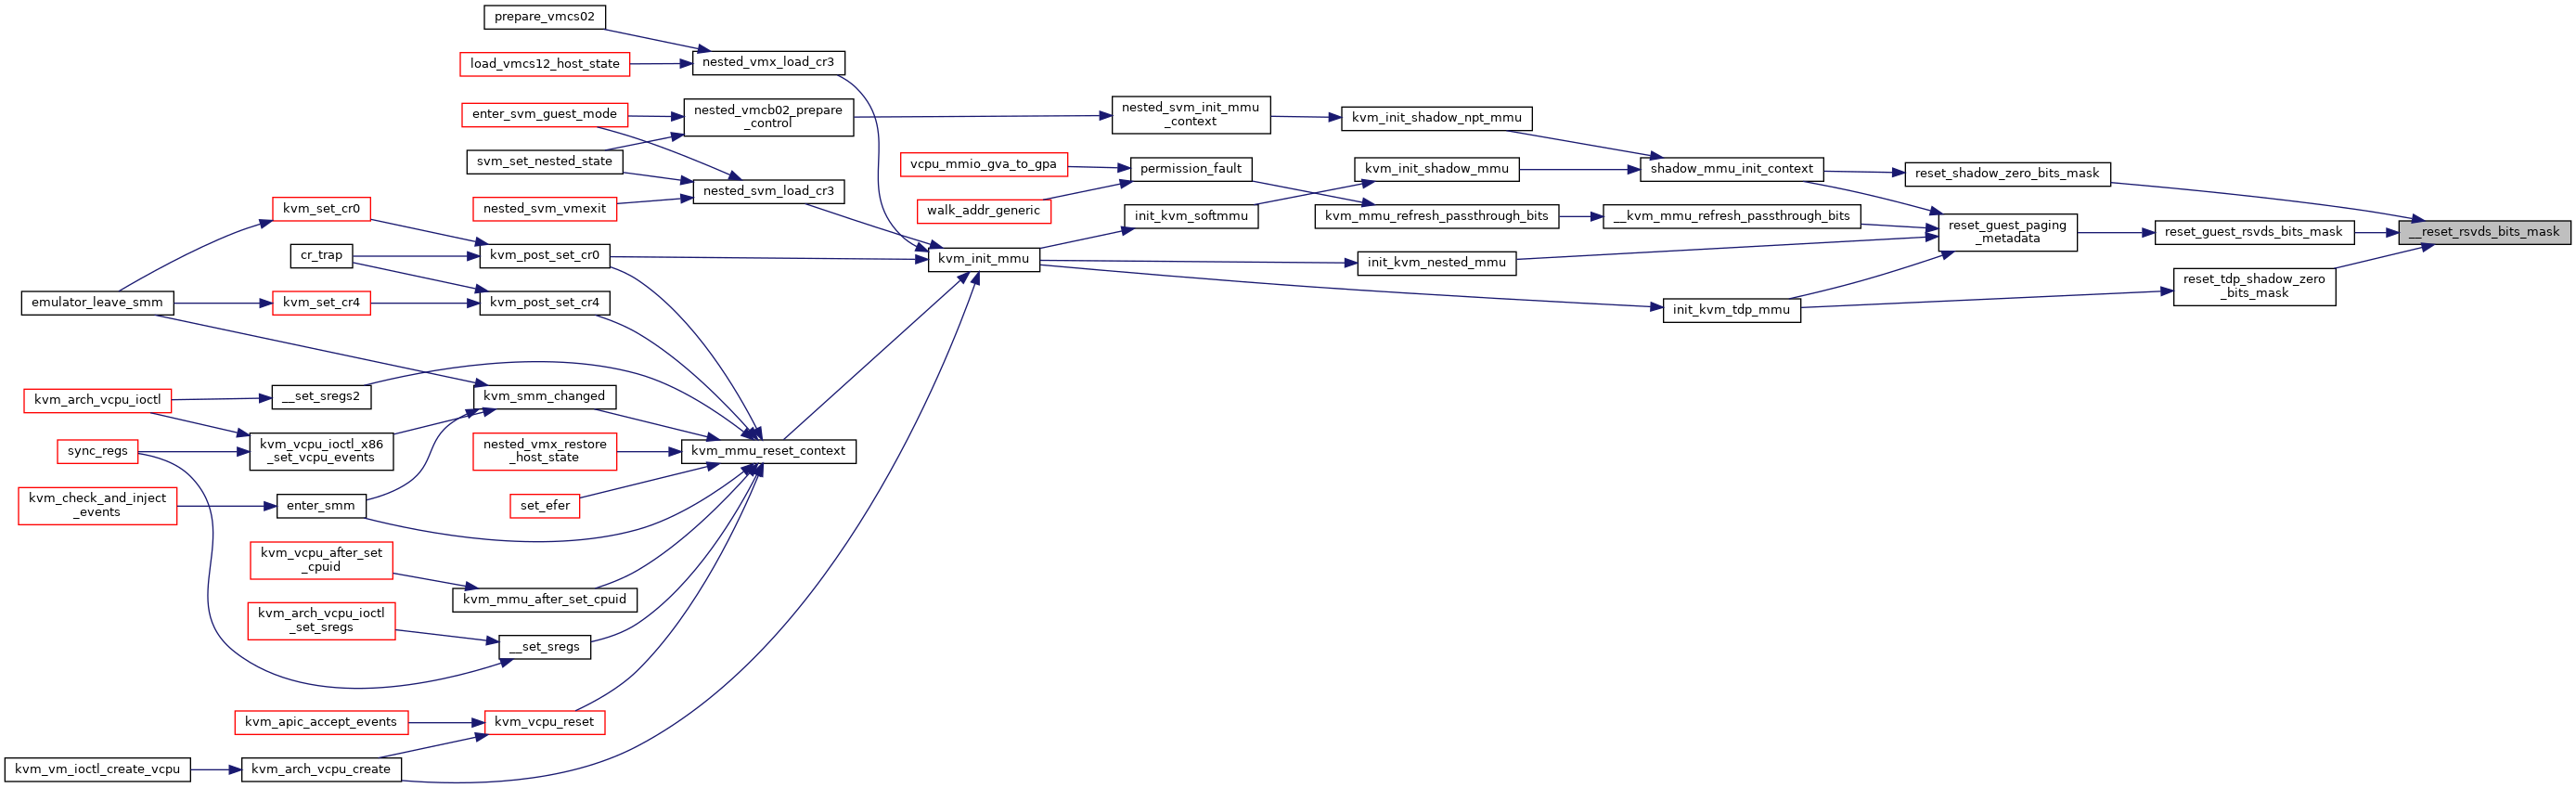 prepare_vmcs02
load_vmcs12_host_state
nested_vmx_load_cr3
enter_svm_guest_mode
nested_vmcb02_prepare
_control
nested_svm_init_mmu
_context
kvm_init_shadow_npt_mmu
svm_set_nested_state
vcpu_mmio_gva_to_gpa
permission_fault
kvm_init_shadow_mmu
shadow_mmu_init_context
reset_shadow_zero_bits_mask
nested_svm_load_cr3
kvm_set_cr0
nested_svm_vmexit
walk_addr_generic
init_kvm_softmmu
kvm_mmu_refresh_passthrough_bits
__kvm_mmu_refresh_passthrough_bits
reset_guest_paging
_metadata
reset_guest_rsvds_bits_mask
__reset_rsvds_bits_mask
cr_trap
kvm_post_set_cr0
kvm_init_mmu
init_kvm_nested_mmu
reset_tdp_shadow_zero
_bits_mask
emulator_leave_smm
kvm_set_cr4
kvm_post_set_cr4
init_kvm_tdp_mmu
kvm_arch_vcpu_ioctl
__set_sregs2
kvm_smm_changed
sync_regs
kvm_vcpu_ioctl_x86
_set_vcpu_events
nested_vmx_restore
_host_state
kvm_mmu_reset_context
kvm_check_and_inject
_events
enter_smm
set_efer
kvm_vcpu_after_set
_cpuid
kvm_mmu_after_set_cpuid
kvm_arch_vcpu_ioctl
_set_sregs
__set_sregs
kvm_apic_accept_events
kvm_vcpu_reset
kvm_vm_ioctl_create_vcpu
kvm_arch_vcpu_create